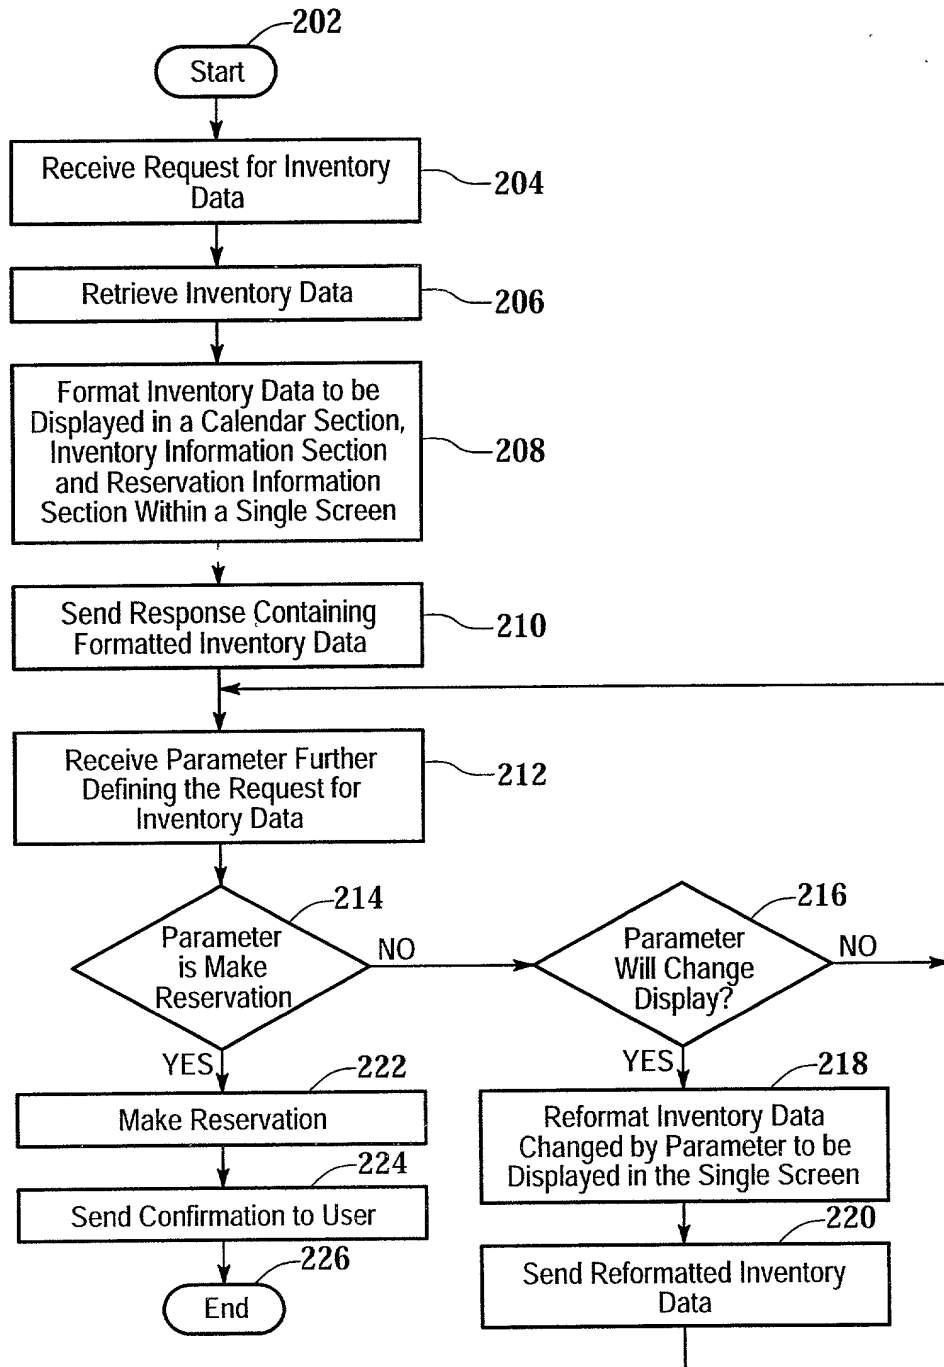 202
Start
Receive Request for Inventory
Data
204
Retrieve Inventory Data
206
Format Inventory Data to be
Displayed in a Calendar Section,
Inventory Information Section
and Reservation Information
Section Within a Single Screen
208
Send Response Containing
Formatted Inventory Data
210
Receive Parameter Further
Defining the Request for
Inventory Data
212
214
Parameter
is Make
Reservation
NO
216
Parameter
Will Change
Display?
NO
YES
222
Make Reservation
224
Send Confirmation to User
226
End
YES
218
Reformat Inventory Data
Changed by Parameter to be
Displayed in the Single Screen
220
Send Reformatted Inventory
Data